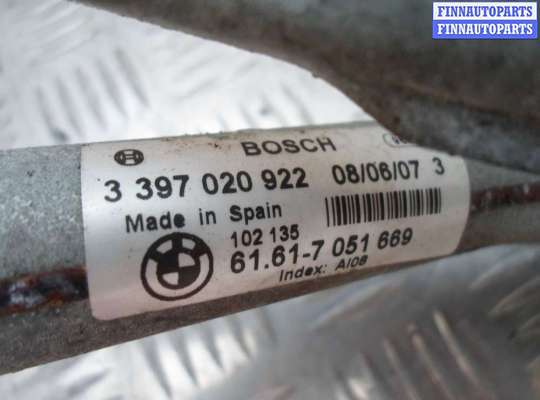 FINNAUTOPARTS
FINNAUTOPARTS
BOSCH
3 397 020 922 08/06/07 3
Made in Spain
102 135
61.61-7 051 669
Index: AI08